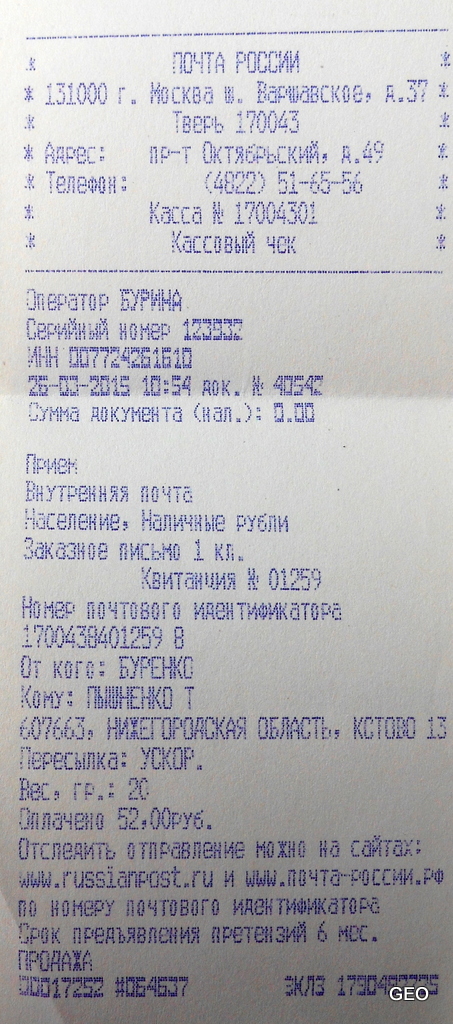 * ПОЧТА РОССИИ *
* 131000 г. Москва ш. Варшавское, д.37 *
* Тверь 170043 *
* Адрес: пр-т Октябрьский, д.49 *
* Телефон: (4822) 51-65-56 *
* Касса № 17004301 *
* Кассовый чек *
Оператор БУРИНА
Серийный номер 123932
ИНН 007724261610
26-03-2015 10:54 док. № 40542
Сумма документа (нал.): 0.00
Прием
Внутренняя почта
Население, Наличные рубли
Заказное письмо 1 кл.
Квитанция № 01259
Номер почтового идентификатора
1700438401259 8
От кого: БУРЕНКО
Кому: ПЫШНЕНКО Т
607663, НИЖЕГОРОДСКАЯ ОБЛАСТЬ, КСТОВО 13
Пересылка: УСКОР.
Вес, гр.: 20
Оплачено 52,00руб.
Отследить отправление можно на сайтах:
www.russianpost.ru и www.почта-россии.рф
по номеру почтового идентификатора
Срок предъявления претензий 6 мес.
ПРОДАЖА
00017252 #064637 ЭКЛЗ
GEO